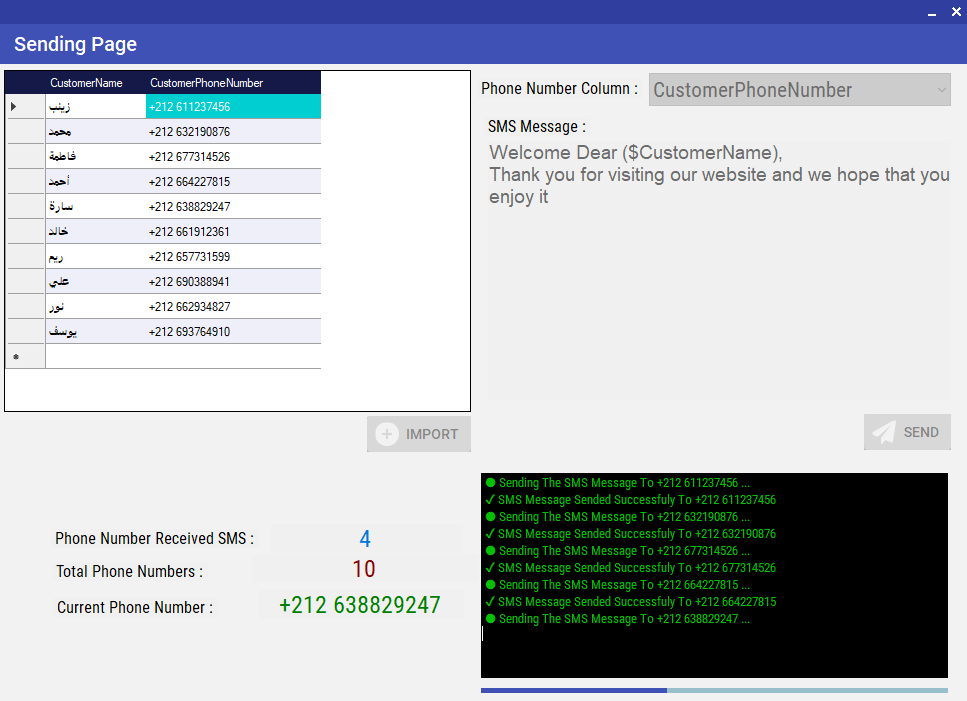 Sending Page
CustomerName CustomerPhoneNumber
زينب +212 611237456
محمد +212 632190876
فاطمة +212 677314526
أحمد +212 664227815
سارة +212 638829247
خالد +212 661912361
ريم +212 657731599
علي +212 690388941
نور +212 662934827
يوسف +212 693764910
IMPORT
Phone Number Column : CustomerPhoneNumber
SMS Message :
Welcome Dear ($CustomerName),
Thank you for visiting our website and we hope that you
enjoy it
SEND
Phone Number Received SMS : 4
Total Phone Numbers : 10
Current Phone Number : +212 638829247
Sending The SMS Message To +212 611237456 ...
✓ SMS Message Sended Successfuly To +212 611237456
Sending The SMS Message To +212 632190876 ...
✓ SMS Message Sended Successfuly To +212 632190876
Sending The SMS Message To +212 677314526 ...
✓ SMS Message Sended Successfuly To +212 677314526
Sending The SMS Message To +212 664227815 ...
✓ SMS Message Sended Successfuly To +212 664227815
Sending The SMS Message To +212 638829247 ...